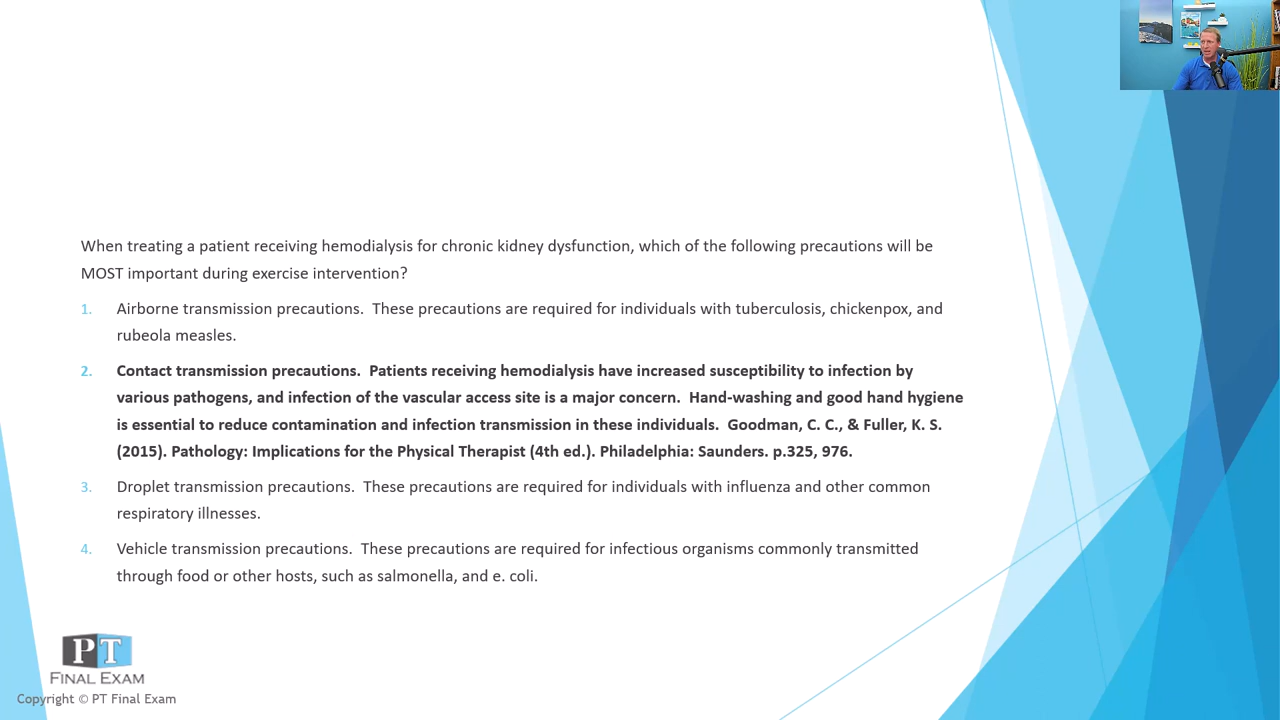 When treating a patient receiving hemodialysis for chronic kidney dysfunction, which of the following precautions will be
MOST important during exercise intervention?
1. Airborne transmission precautions.  These precautions are required for individuals with tuberculosis, chickenpox, and
rubeola measles.
2. Contact transmission precautions.  Patients receiving hemodialysis have increased susceptibility to infection by
various pathogens, and infection of the vascular access site is a major concern.  Hand-washing and good hand hygiene
is essential to reduce contamination and infection transmission in these individuals.  Goodman, C. C., & Fuller, K. S.
(2015). Pathology: Implications for the Physical Therapist (4th ed.). Philadelphia: Saunders. p.325, 976.
3. Droplet transmission precautions.  These precautions are required for individuals with influenza and other common
respiratory illnesses.
4. Vehicle transmission precautions.  These precautions are required for infectious organisms commonly transmitted
through food or other hosts, such as salmonella, and e. coli.
PT
FINAL EXAM
Copyright © PT Final Exam